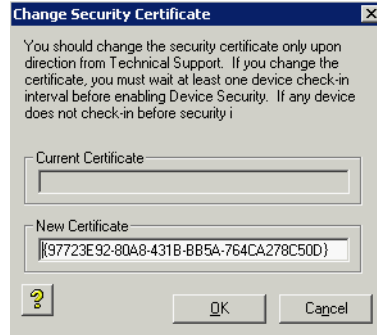 Change Security Certificate
You should change the security certificate only upon
direction from Technical Support. If you change the
certificate, you must wait at least one device check-in
interval before enabling Device Security. If any device
does not check-in before security i
Current Certificate
New Certificate
{97723E92-80A8-431B-BB5A-764CA278C50D}
?
OK
Cancel